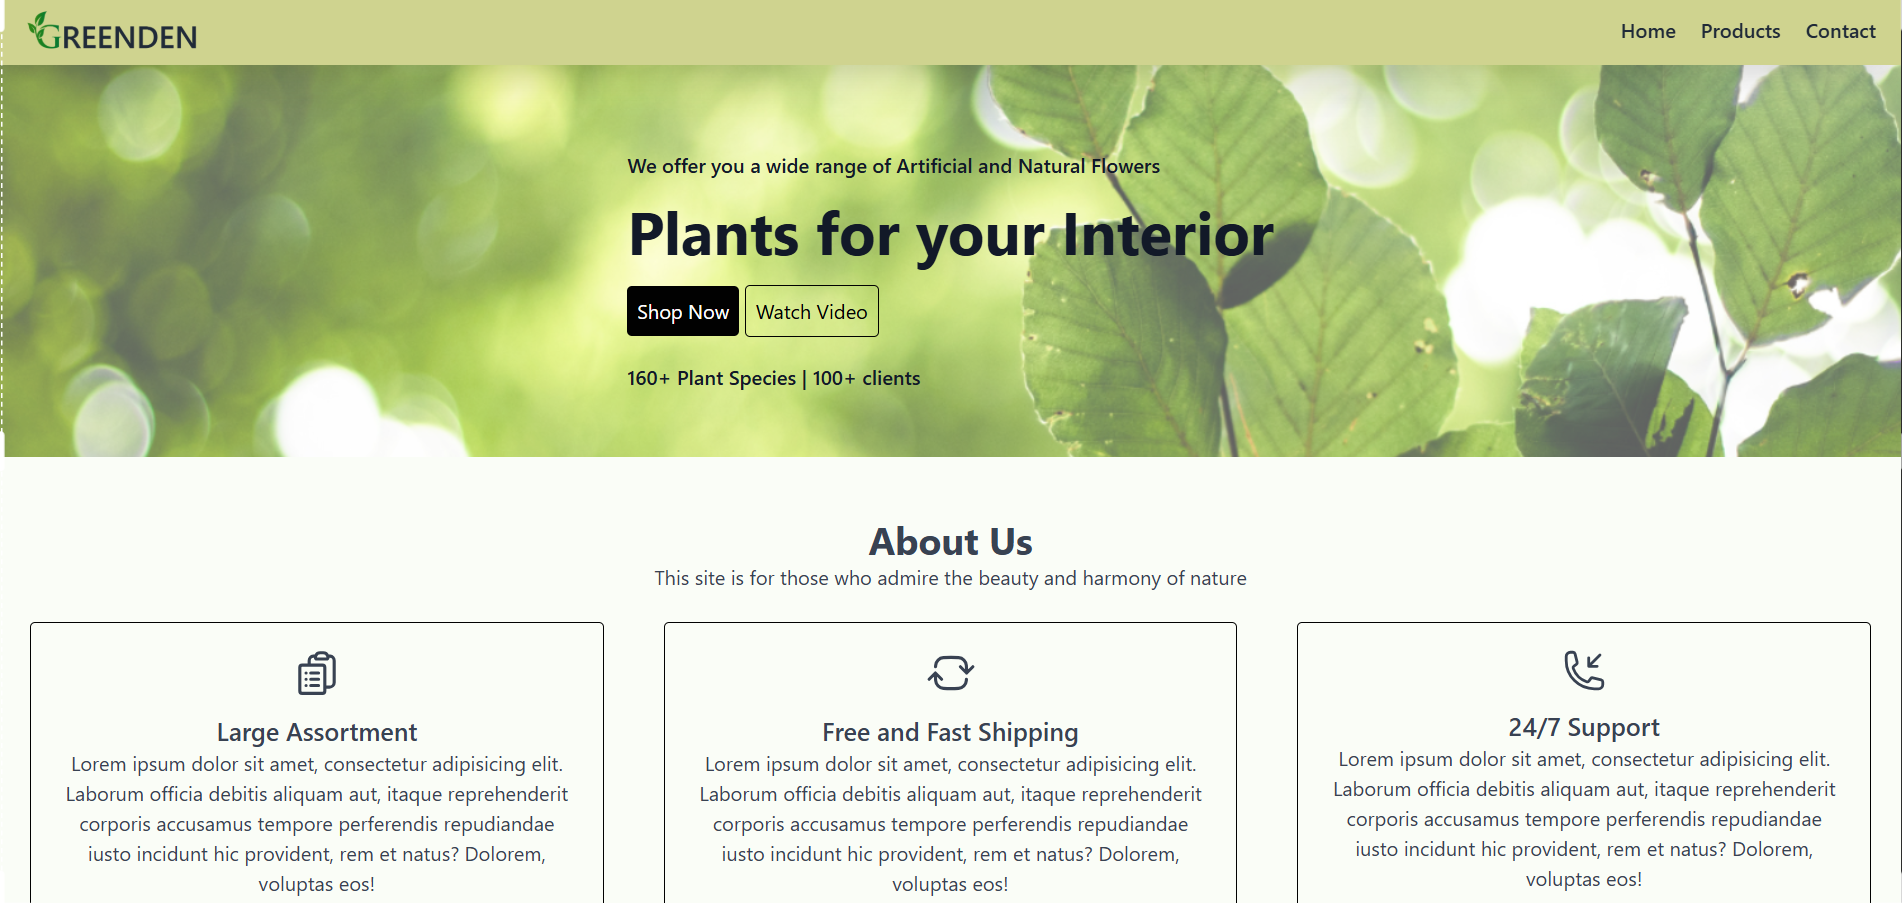 GREENDEN
Home Products Contact
We offer you a wide range of Artificial and Natural Flowers
Plants for your Interior
Shop Now Watch Video
160+ Plant Species | 100+ clients
About Us
This site is for those who admire the beauty and harmony of nature
Large Assortment
Lorem ipsum dolor sit amet, consectetur adipisicing elit.
Laborum officia debitis aliquam aut, itaque reprehenderit
corporis accusamus tempore perferendis repudiandae
iusto incidunt hic provident, rem et natus? Dolorem,
voluptas eos!
Free and Fast Shipping
Lorem ipsum dolor sit amet, consectetur adipisicing elit.
Laborum officia debitis aliquam aut, itaque reprehenderit
corporis accusamus tempore perferendis repudiandae
iusto incidunt hic provident, rem et natus? Dolorem,
voluptas eos!
24/7 Support
Lorem ipsum dolor sit amet, consectetur adipisicing elit.
Laborum officia debitis aliquam aut, itaque reprehenderit
corporis accusamus tempore perferendis repudiandae
iusto incidunt hic provident, rem et natus? Dolorem,
voluptas eos!